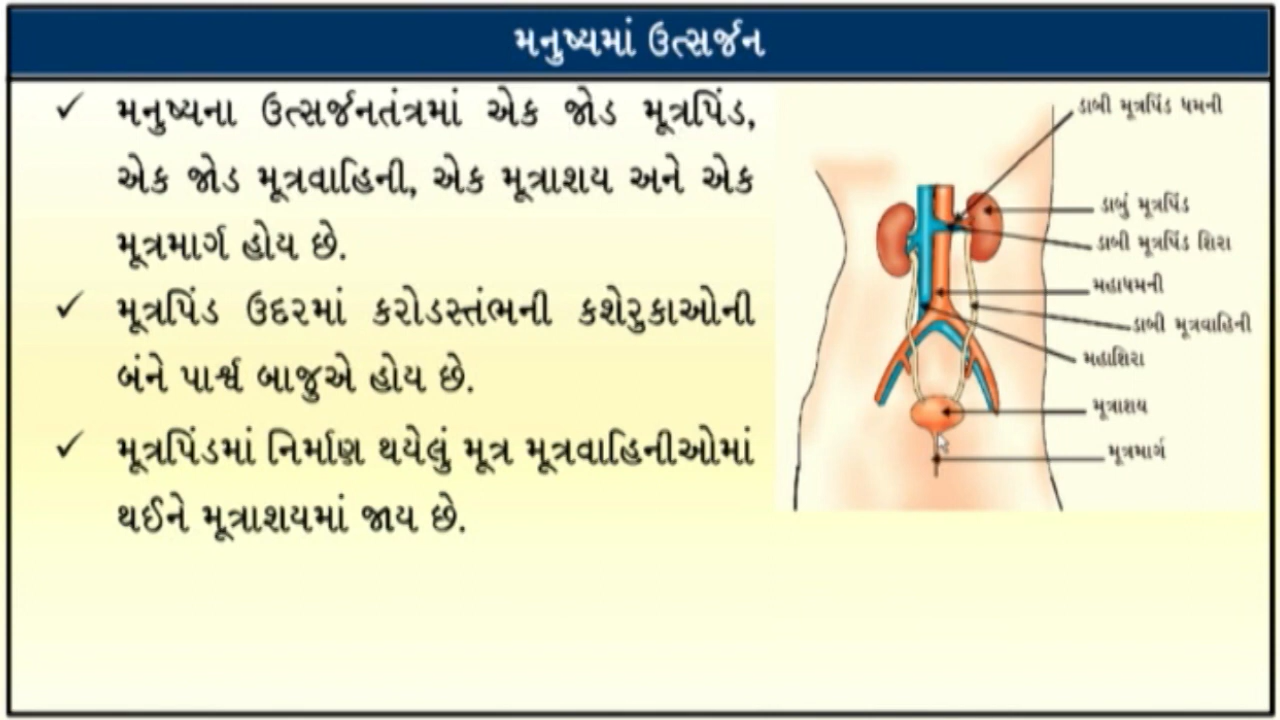 મનુષ્યમાં ઉત્સર્જન
✓ મનુષ્યના ઉત્સર્જનતંત્રમાં એક જોડ મૂત્રપિંડ,
એક જોડ મૂત્રવાહિની, એક મૂત્રાશય અને એક
મૂત્રમાર્ગ હોય છે.
✓ મૂત્રપિંડ ઉદરમાં કરોડસ્તંભની કશેરુકાઓની
બંને પાર્શ્વ બાજુએ હોય છે.
✓ મૂત્રપિંડમાં નિર્માણ થયેલું મૂત્ર મૂત્રવાહિનીઓમાં
થઈને મૂત્રાશયમાં જાય છે.
ડાબી મૂત્રપિંડ ધમની
ડાબું મૂત્રપિંડ
ડાબી મૂત્રપિંડ શિરા
મહાધમની
ડાબી મૂત્રવાહિની
મહાશિરા
મૂત્રાશય
મૂત્રમાર્ગ